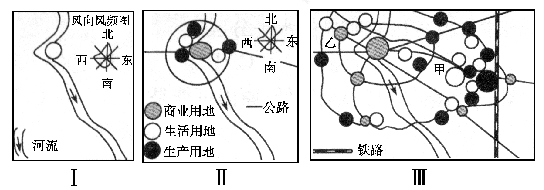 风向风频图
北
西 东
南
河流
Ⅰ
北
西 东
南
商业用地
生活用地
生产用地
公路
Ⅱ
乙
甲
铁路
Ⅲ